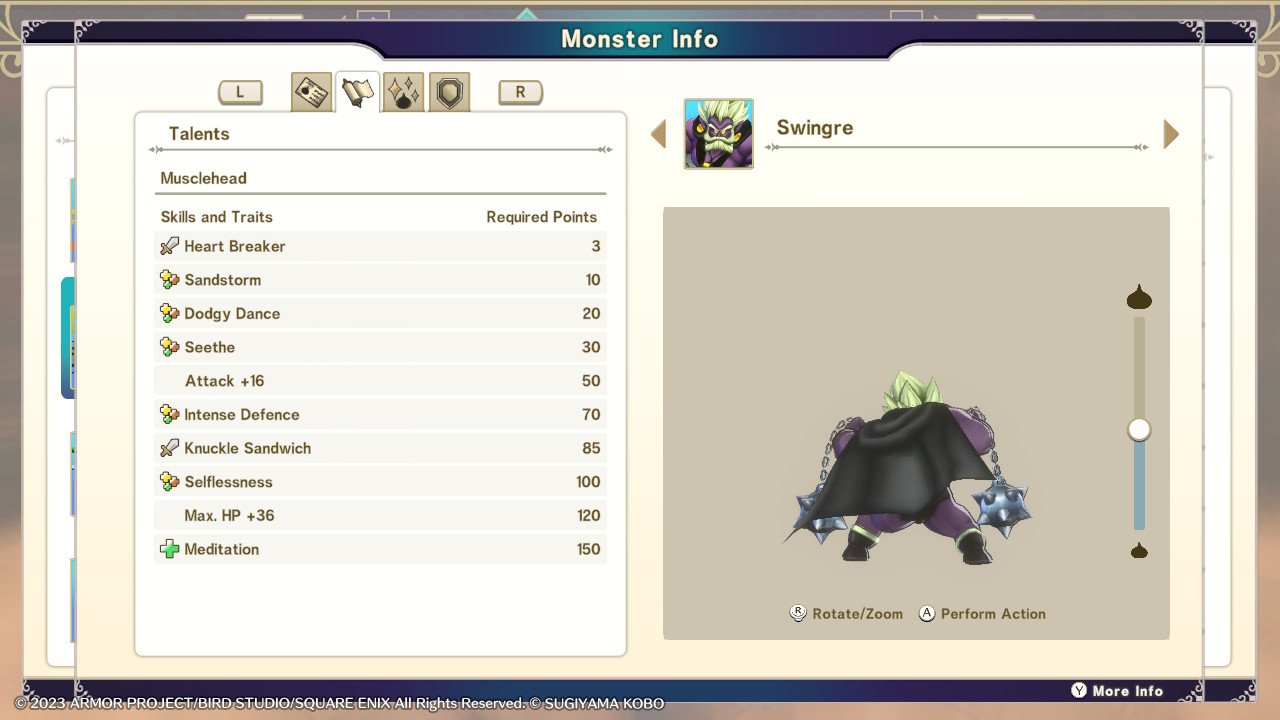 Monster Info
L
R
Talents
Musclehead
Skills and Traits Required Points
Heart Breaker 3
Sandstorm 10
Dodgy Dance 20
Seethe 30
Attack +16 50
Intense Defence 70
Knuckle Sandwich 85
Selflessness 100
Max. HP +36 120
Meditation 150
Swingre
R Rotate/Zoom A Perform Action
Y More Info
© 2023 ARMOR PROJECT/BIRD STUDIO/SQUARE ENIX All Rights Reserved. © SUGIYAMA KOBO